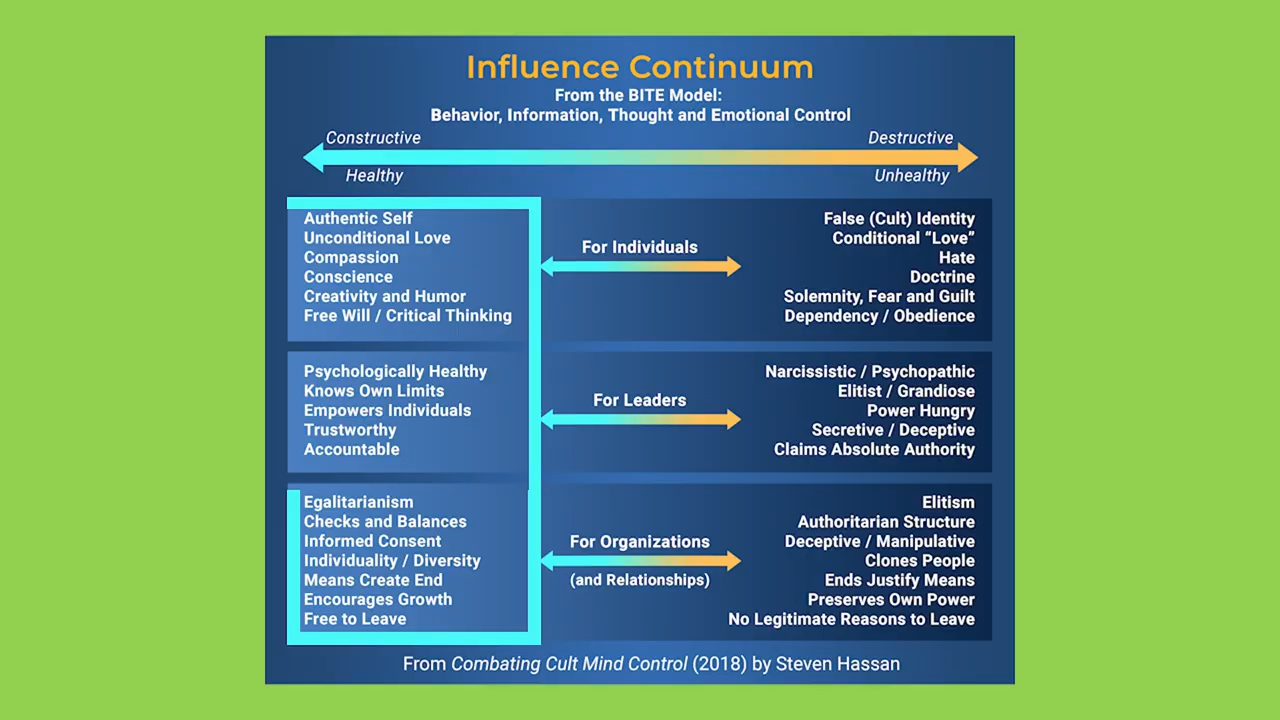 Influence Continuum
From the BITE Model:
Behavior, Information, Thought and Emotional Control
Constructive
Destructive
Healthy
Unhealthy
Authentic Self
Unconditional Love
Compassion
Conscience
Creativity and Humor
Free Will / Critical Thinking
For Individuals
False (Cult) Identity
Conditional “Love”
Hate
Doctrine
Solemnity, Fear and Guilt
Dependency / Obedience
Psychologically Healthy
Knows Own Limits
Empowers Individuals
Trustworthy
Accountable
For Leaders
Narcissistic / Psychopathic
Elitist / Grandiose
Power Hungry
Secretive / Deceptive
Claims Absolute Authority
Egalitarianism
Checks and Balances
Informed Consent
Individuality / Diversity
Means Create End
Encourages Growth
Free to Leave
For Organizations
(and Relationships)
Elitism
Authoritarian Structure
Deceptive / Manipulative
Clones People
Ends Justify Means
Preserves Own Power
No Legitimate Reasons to Leave
From Combating Cult Mind Control (2018) by Steven Hassan